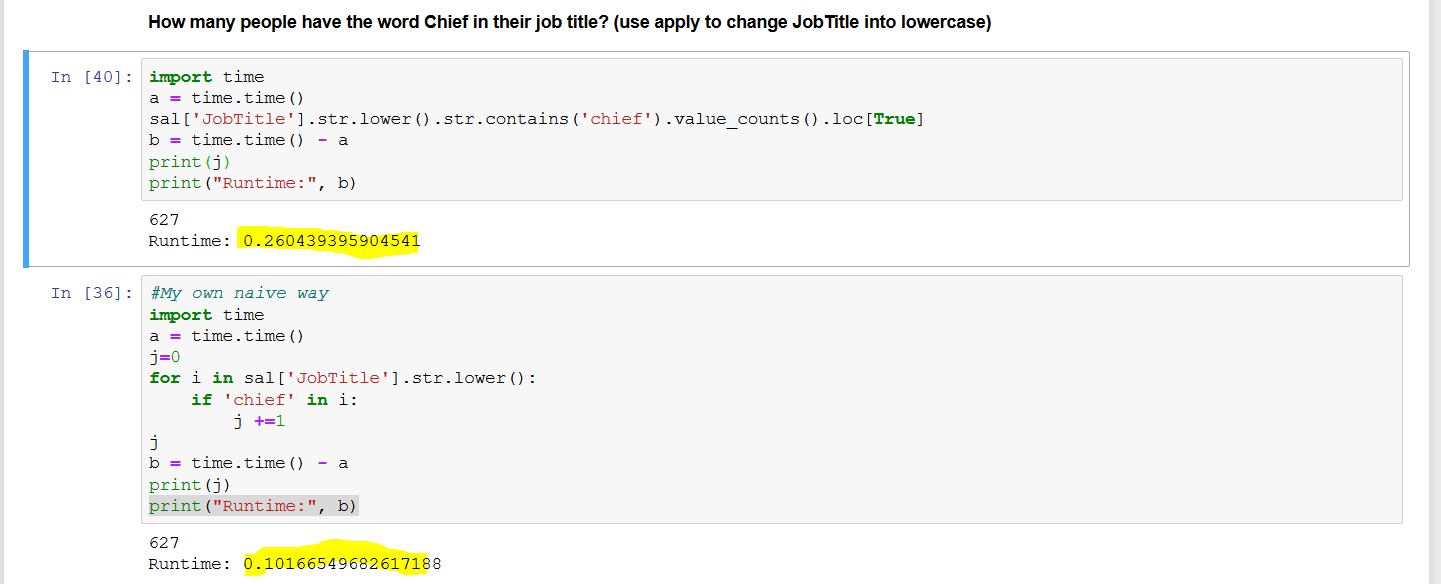 How many people have the word Chief in their job title? (use apply to change JobTitle into lowercase)
In [40]:
import time
a = time.time()
sal['JobTitle'].str.lower().str.contains('chief').value_counts().loc[True]
b = time.time() - a
print(j)
print("Runtime:", b)
627
Runtime: 0.260439395904541
In [36]:
#My own naive way
import time
a = time.time()
j=0
for i in sal['JobTitle'].str.lower():
    if 'chief' in i:
        j +=1
j
b = time.time() - a
print(j)
print("Runtime:", b)
627
Runtime: 0.10166549682617188